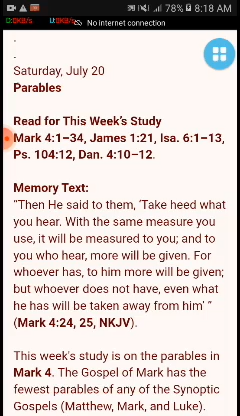 0:0KB/s U:0KB/s 78% 8:18 AM
No internet connection
.
.
Saturday, July 20
Parables
Read for This Week's Study
Mark 4:1–34, James 1:21, Isa. 6:1–13,
Ps. 104:12, Dan. 4:10–12.
Memory Text:
"Then He said to them, 'Take heed what
you hear. With the same measure you
use, it will be measured to you; and to
you who hear, more will be given. For
whoever has, to him more will be given;
but whoever does not have, even what
he has will be taken away from him' "
(Mark 4:24, 25, NKJV).
This week's study is on the parables in
Mark 4. The Gospel of Mark has the
fewest parables of any of the Synoptic
Gospels (Matthew, Mark, and Luke).